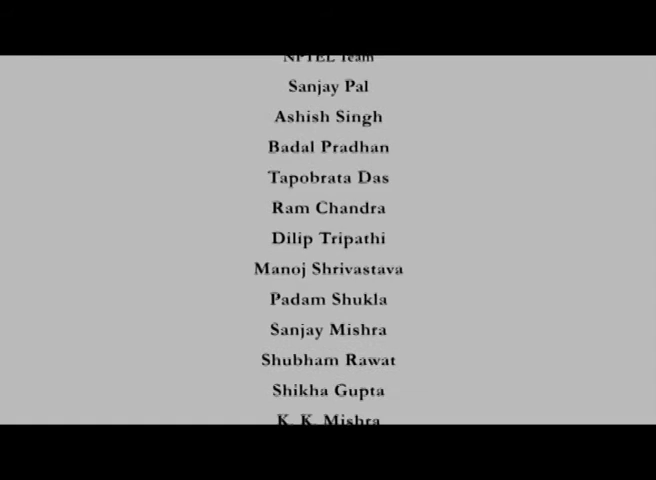 NPTEL Team
Sanjay Pal
Ashish Singh
Badal Pradhan
Tapobrata Das
Ram Chandra
Dilip Tripathi
Manoj Shrivastava
Padam Shukla
Sanjay Mishra
Shubham Rawat
Shikha Gupta
K. K. Mishra